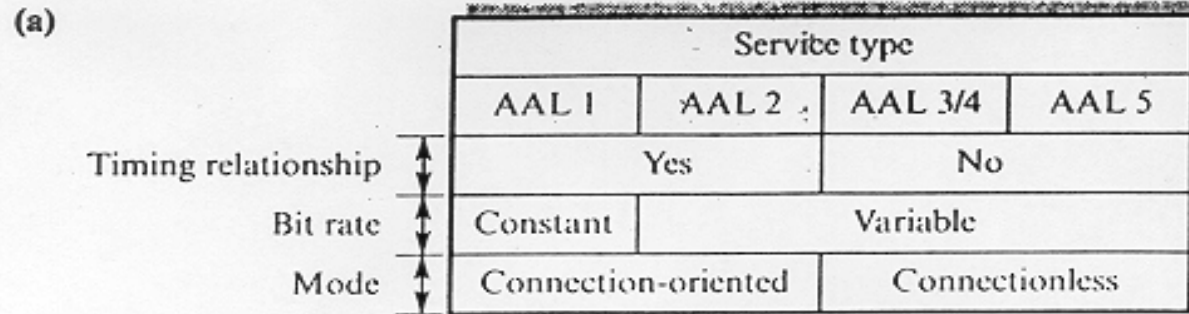 (a)
Service type
AAL 1 AAL 2 AAL 3/4 AAL 5
Timing relationship Yes No
Bit rate Constant Variable
Mode Connection-oriented Connectionless